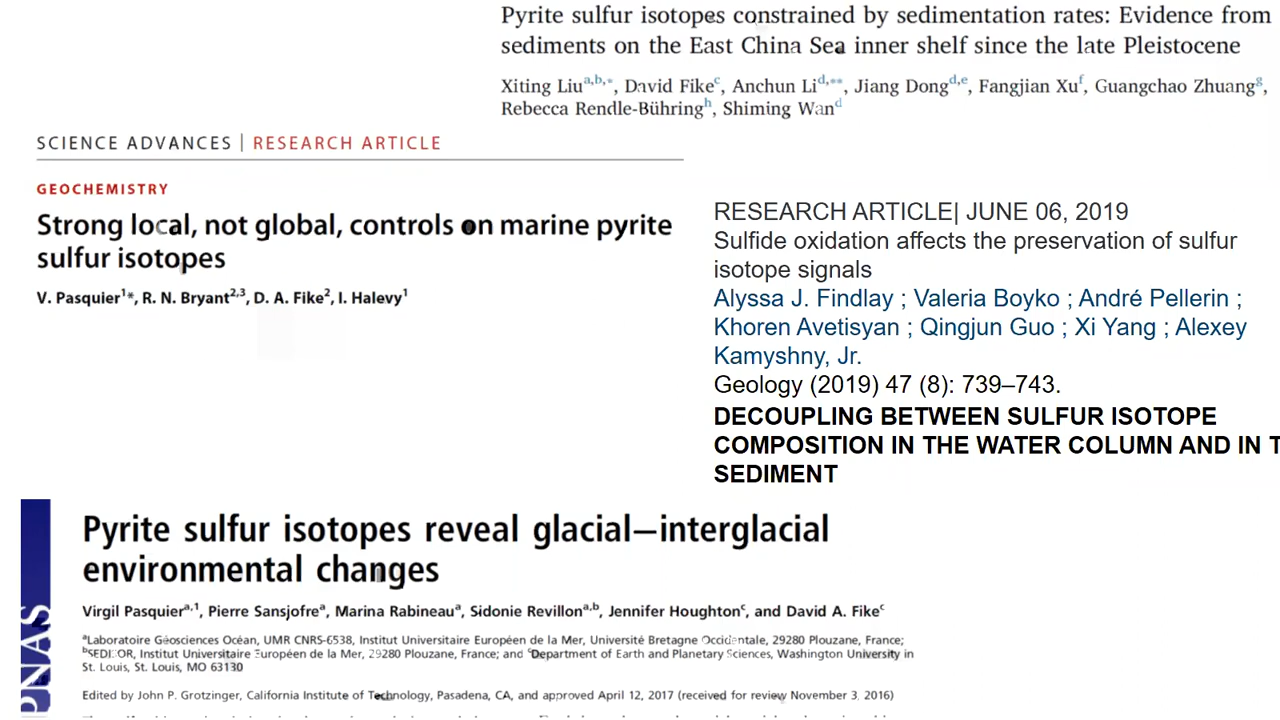 Pyrite sulfur isotopes constrained by sedimentation rates: Evidence from
sediments on the East China Sea inner shelf since the late Pleistocene
Xiting Liu^a,b,*, David Fike^c, Anchun Li^d,**, Jiang Dong^d,e, Fangjian Xu^f, Guangchao Zhuang^g,
Rebecca Rendle-Bühring^h, Shiming Wan^d
SCIENCE ADVANCES | RESEARCH ARTICLE
GEOCHEMISTRY
Strong local, not global, controls on marine pyrite
sulfur isotopes
V. Pasquier^1*, R. N. Bryant^2,3, D. A. Fike^2, I. Halevy^1
RESEARCH ARTICLE| JUNE 06, 2019
Sulfide oxidation affects the preservation of sulfur
isotope signals
Alyssa J. Findlay ; Valeria Boyko ; André Pellerin ;
Khoren Avetisyan ; Qingjun Guo ; Xi Yang ; Alexey
Kamyshny, Jr.
Geology (2019) 47 (8): 739–743.
DECOUPLING BETWEEN SULFUR ISOTOPE
COMPOSITION IN THE WATER COLUMN AND IN T
SEDIMENT
PNAS
Pyrite sulfur isotopes reveal glacial−interglacial
environmental changes
Virgil Pasquier^a,1, Pierre Sansjofre^a, Marina Rabineau^a, Sidonie Revillon^a,b, Jennifer Houghton^c, and David A. Fike^c
^aLaboratoire Géosciences Océan, UMR CNRS-6538, Institut Universitaire Européen de la Mer, Université Bretagne Occidentale, 29280 Plouzane, France;
^bSEDISOR, Institut Universitaire Européen de la Mer, 29280 Plouzane, France; and ^cDepartment of Earth and Planetary Sciences, Washington University in
St. Louis, St. Louis, MO 63130
Edited by John P. Grotzinger, California Institute of Technology, Pasadena, CA, and approved April 12, 2017 (received for review November 3, 2016)